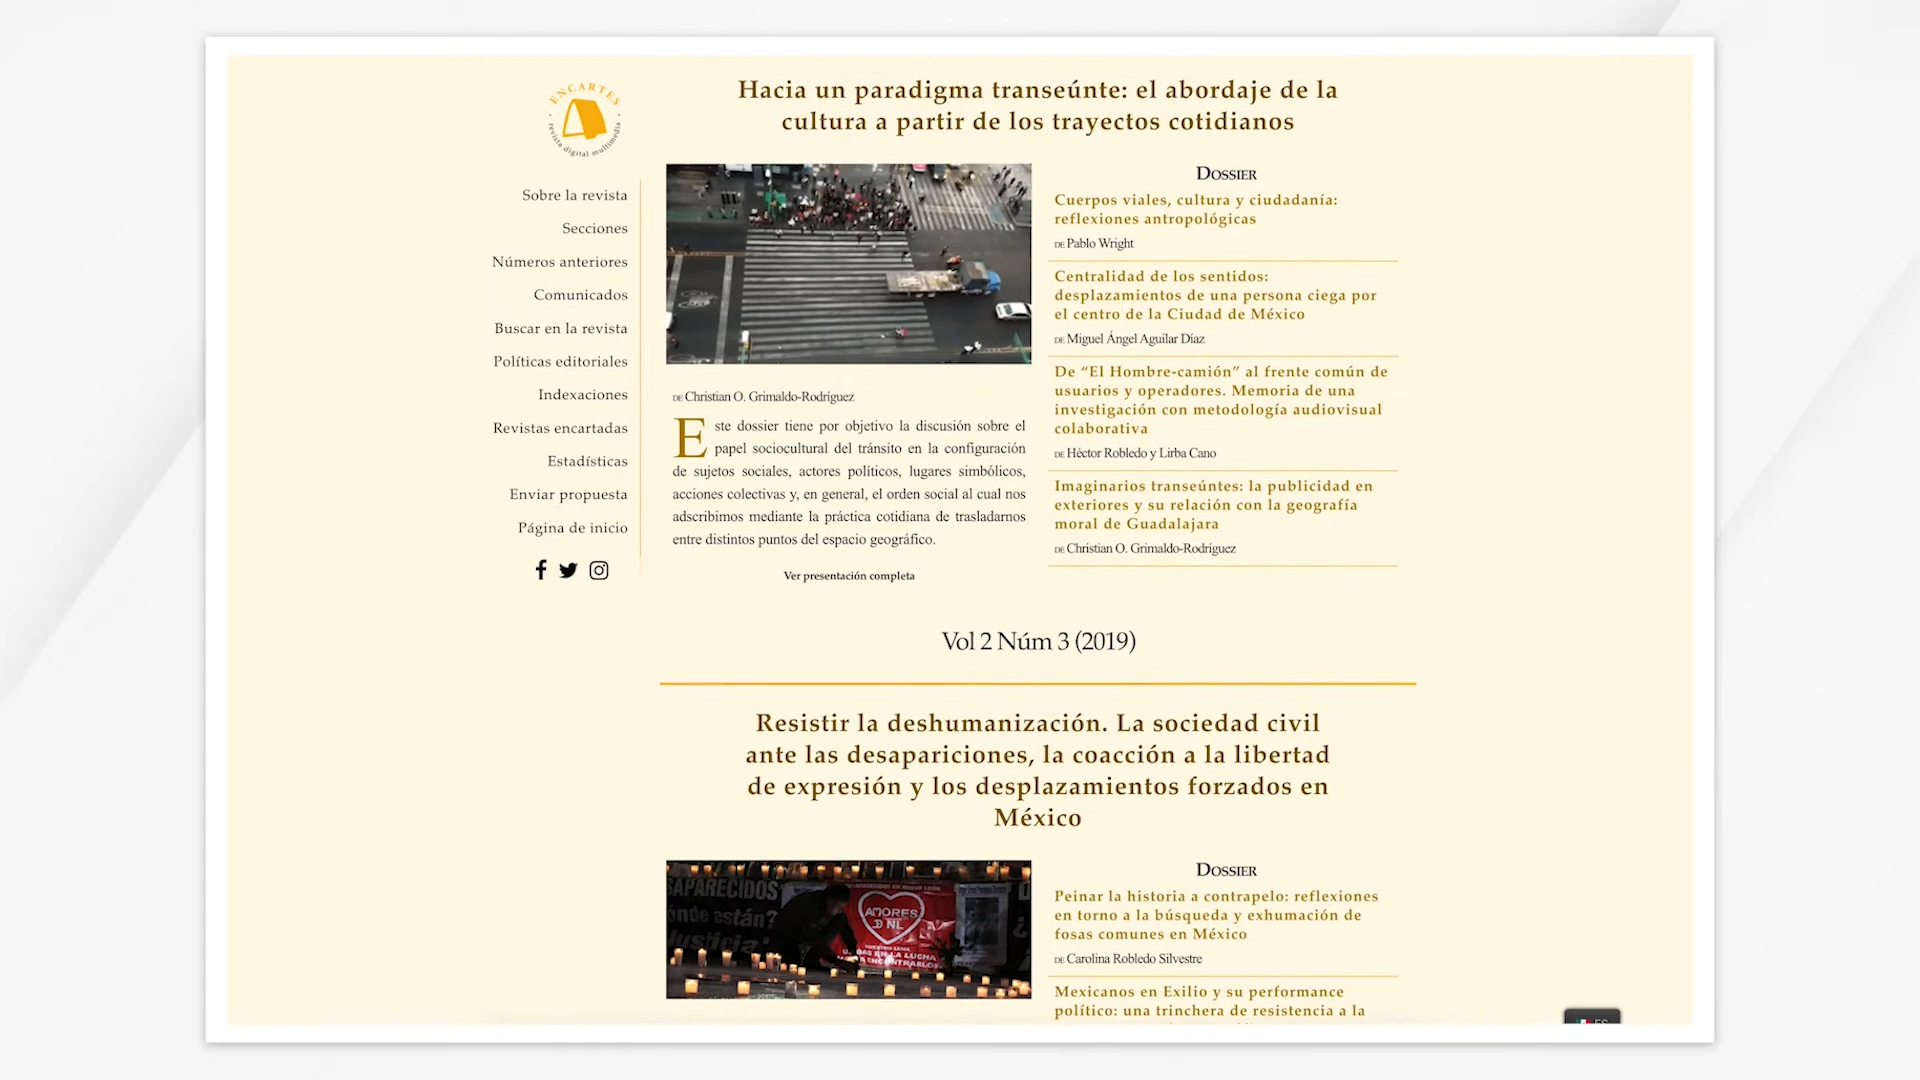 ENCARTES
revista digital multimedia
Sobre la revista
Secciones
Números anteriores
Comunicados
Buscar en la revista
Políticas editoriales
Indexaciones
Revistas encartadas
Estadísticas
Enviar propuesta
Página de inicio
Hacia un paradigma transeúnte: el abordaje de la
cultura a partir de los trayectos cotidianos
DE Christian O. Grimaldo-Rodríguez
Este dossier tiene por objetivo la discusión sobre el
papel sociocultural del tránsito en la configuración
de sujetos sociales, actores políticos, lugares simbólicos,
acciones colectivas y, en general, el orden social al cual nos
adscribimos mediante la práctica cotidiana de trasladarnos
entre distintos puntos del espacio geográfico.
Ver presentación completa
Dossier
Cuerpos viales, cultura y ciudadanía:
reflexiones antropológicas
DE Pablo Wright
Centralidad de los sentidos:
desplazamientos de una persona ciega por
el centro de la Ciudad de México
DE Miguel Ángel Aguilar Díaz
De “El Hombre-camión” al frente común de
usuarios y operadores. Memoria de una
investigación con metodología audiovisual
colaborativa
DE Héctor Robledo y Lirba Cano
Imaginarios transeúntes: la publicidad en
exteriores y su relación con la geografía
moral de Guadalajara
DE Christian O. Grimaldo-Rodríguez
Vol 2 Núm 3 (2019)
Resistir la deshumanización. La sociedad civil
ante las desapariciones, la coacción a la libertad
de expresión y los desplazamientos forzados en
México
APARECIDOS
onde están?
AMORES
D NL
EN LA LUCHA
ENCONTRARLOS
Dossier
Peinar la historia a contrapelo: reflexiones
en torno a la búsqueda y exhumación de
fosas comunes en México
DE Carolina Robledo Silvestre
Mexicanos en Exilio y su performance
político: una trinchera de resistencia a la
ES